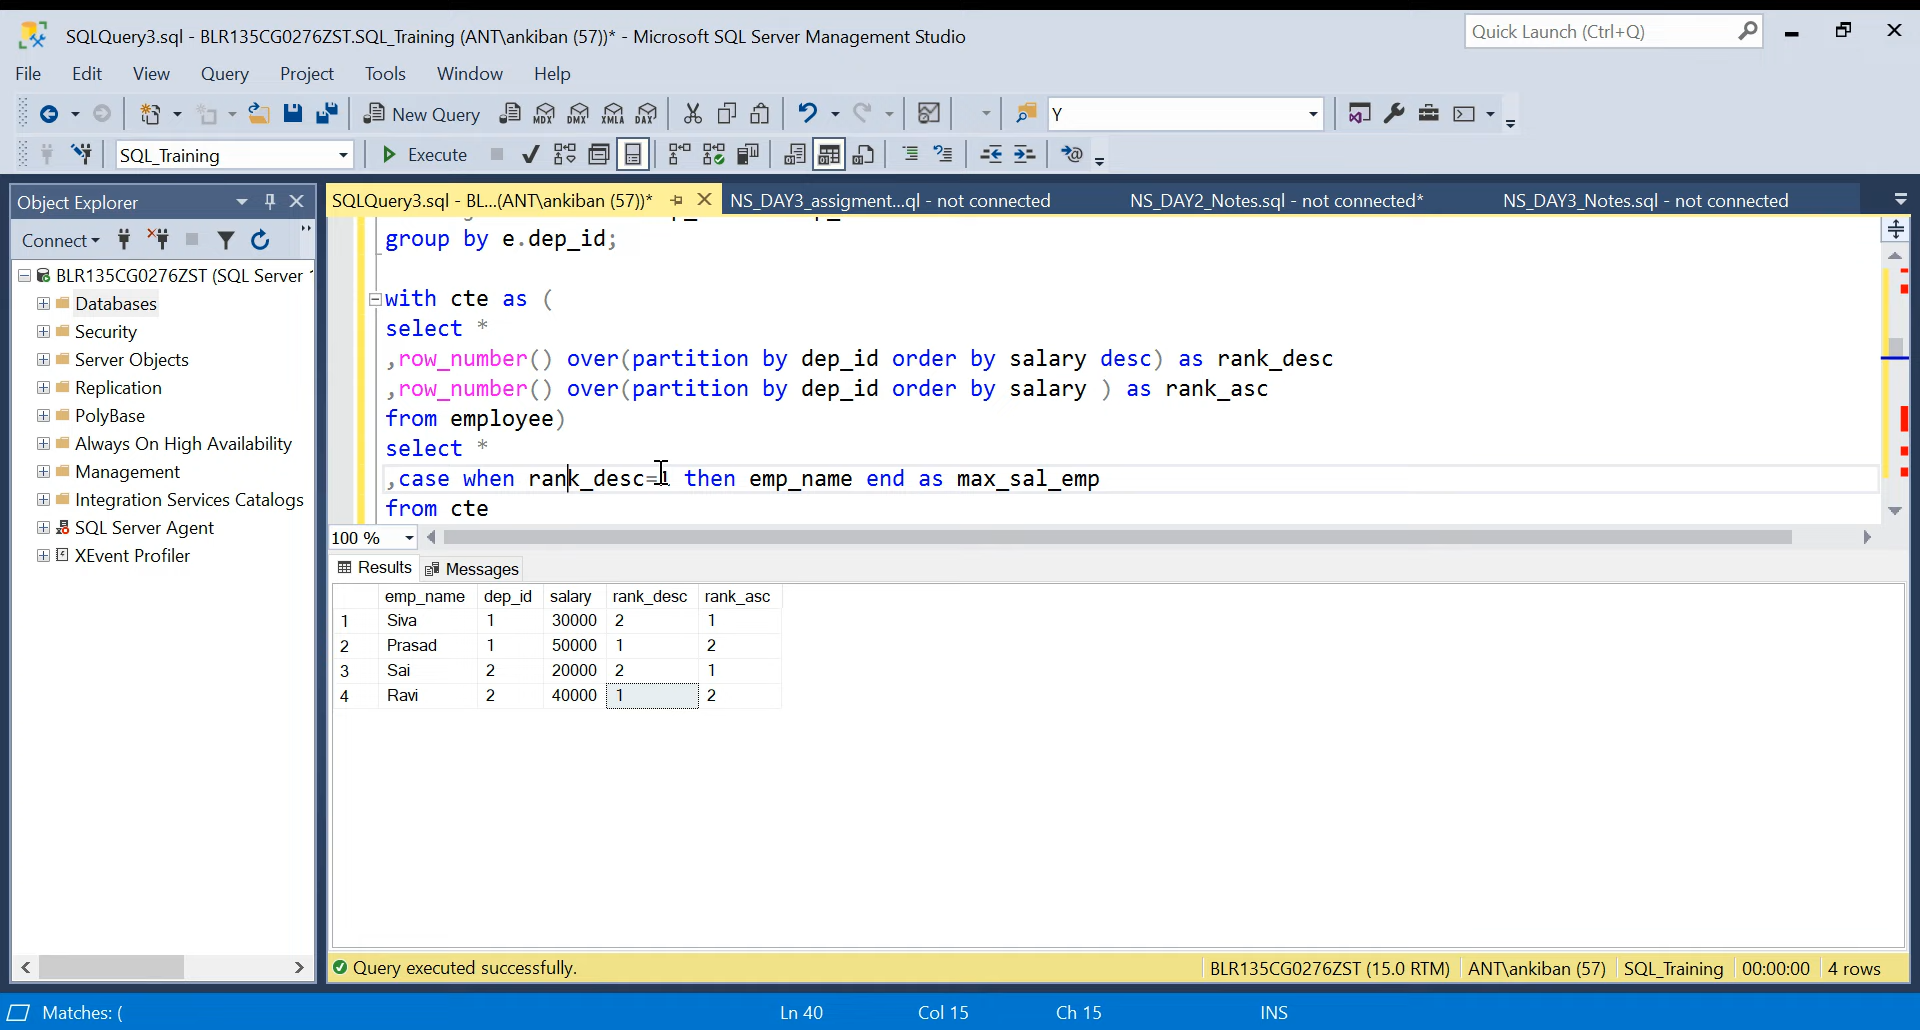 SQLQuery3.sql - BLR135CG0276ZST.SQL_Training (ANT\ankiban (57))* - Microsoft SQL Server Management Studio
Quick Launch (Ctrl+Q)
File Edit View Query Project Tools Window Help
New Query MDX DMX XMLA DAX Y
SQL_Training Execute
Object Explorer
Connect
BLR135CG0276ZST (SQL Server
Databases
Security
Server Objects
Replication
PolyBase
Always On High Availability
Management
Integration Services Catalogs
SQL Server Agent
XEvent Profiler
SQLQuery3.sql - BL...(ANT\ankiban (57))* NS_DAY3_assigment...ql - not connected NS_DAY2_Notes.sql - not connected* NS_DAY3_Notes.sql - not connected
group by e.dep_id;
with cte as (
select *
,row_number() over(partition by dep_id order by salary desc) as rank_desc
,row_number() over(partition by dep_id order by salary ) as rank_asc
from employee)
select *
,case when rank_desc=1 then emp_name end as max_sal_emp
from cte
100 %
Results Messages
emp_name dep_id salary rank_desc rank_asc
1 Siva 1 30000 2 1
2 Prasad 1 50000 1 2
3 Sai 2 20000 2 1
4 Ravi 2 40000 1 2
Query executed successfully. BLR135CG0276ZST (15.0 RTM) ANT\ankiban (57) SQL_Training 00:00:00 4 rows
Matches: ( Ln 40 Col 15 Ch 15 INS